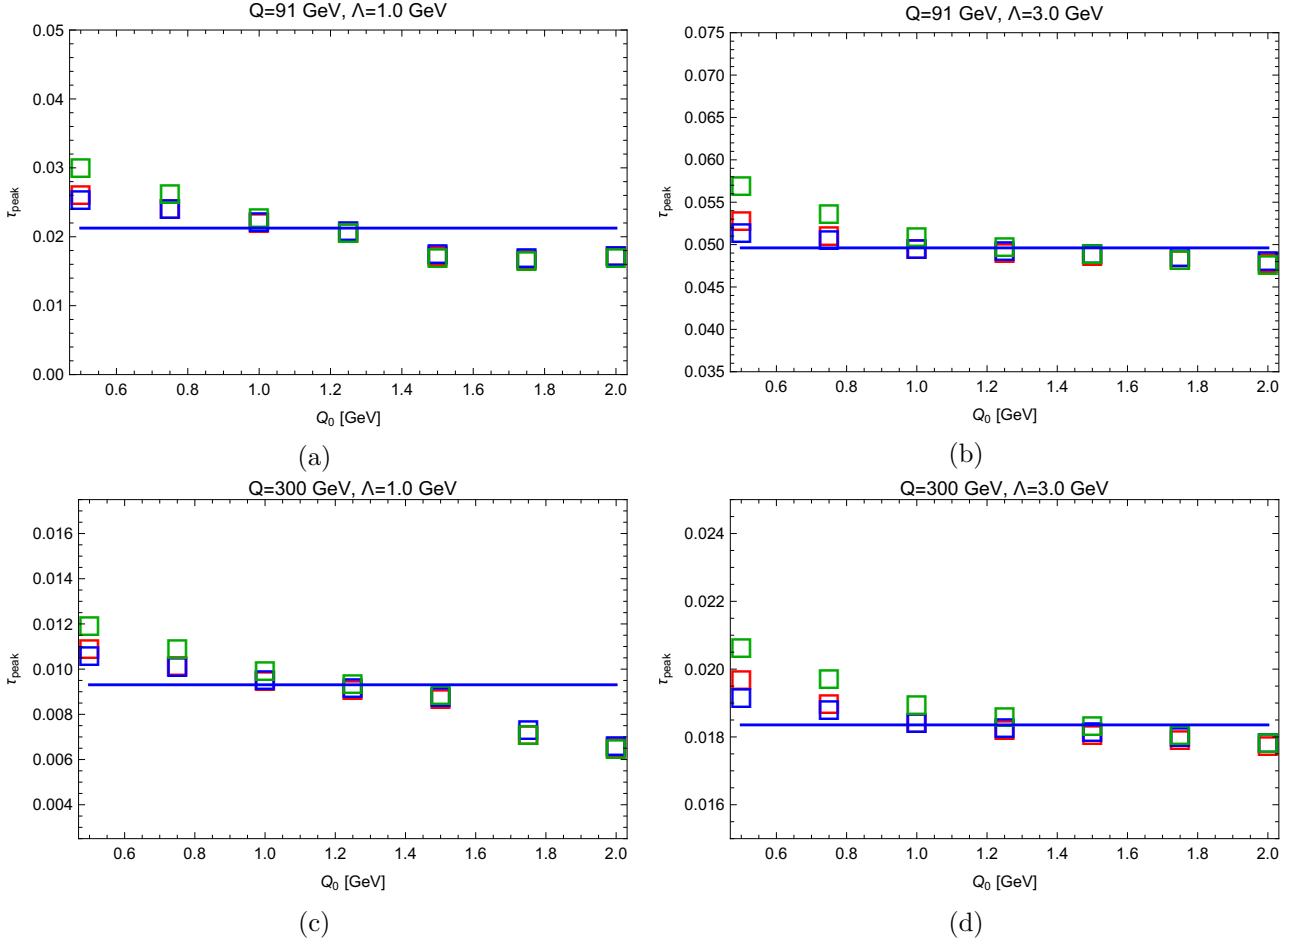 Q=91 GeV, Λ=1.0 GeV
0.05
0.04
0.03
0.02
0.01
0.00
τpeak
0.6 0.8 1.0 1.2 1.4 1.6 1.8 2.0
Q0 [GeV]
(a)
Q=91 GeV, Λ=3.0 GeV
0.075
0.070
0.065
0.060
0.055
0.050
0.045
0.040
0.035
τpeak
0.6 0.8 1.0 1.2 1.4 1.6 1.8 2.0
Q0 [GeV]
(b)
Q=300 GeV, Λ=1.0 GeV
0.016
0.014
0.012
0.010
0.008
0.006
0.004
τpeak
0.6 0.8 1.0 1.2 1.4 1.6 1.8 2.0
Q0 [GeV]
(c)
Q=300 GeV, Λ=3.0 GeV
0.024
0.022
0.020
0.018
0.016
τpeak
0.6 0.8 1.0 1.2 1.4 1.6 1.8 2.0
Q0 [GeV]
(d)